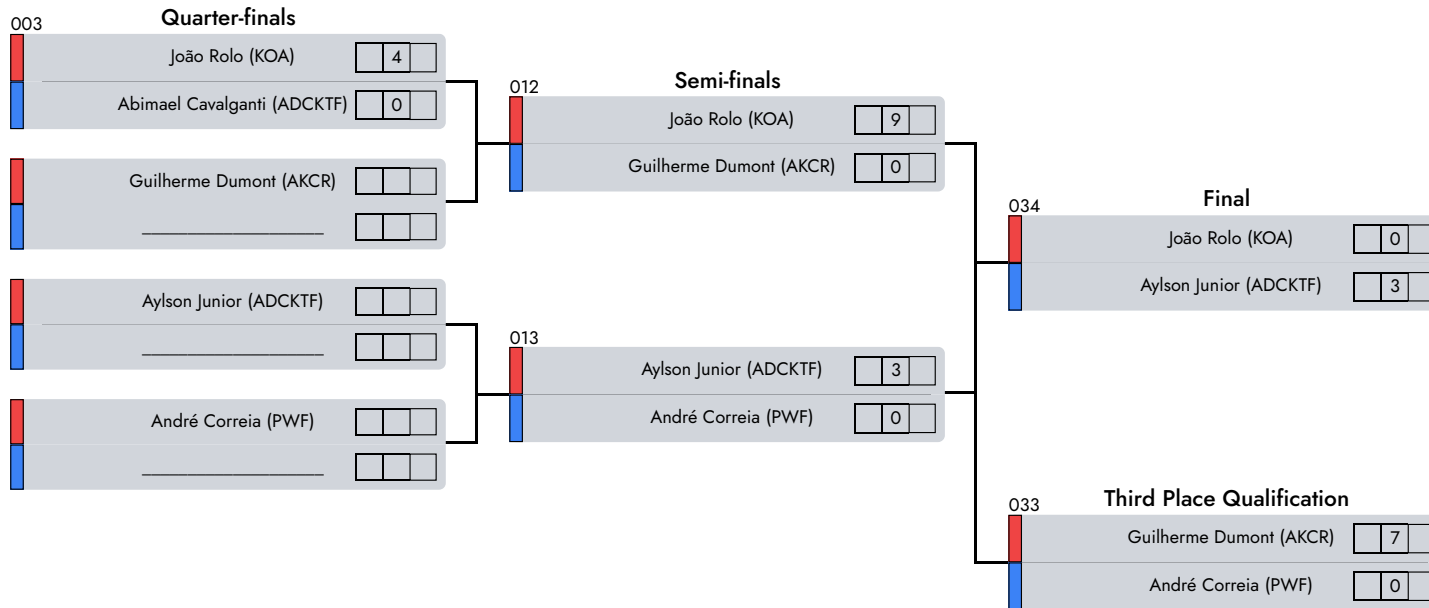 Quarter-finals
003
João Rolo (KOA) 4
Abimael Cavalganti (ADCKTF) 0
Guilherme Dumont (AKCR)
____________________
Aylson Junior (ADCKTF)
____________________
André Correia (PWF)
____________________
Semi-finals
012
João Rolo (KOA) 9
Guilherme Dumont (AKCR) 0
013
Aylson Junior (ADCKTF) 3
André Correia (PWF) 0
Final
034
João Rolo (KOA) 0
Aylson Junior (ADCKTF) 3
Third Place Qualification
033
Guilherme Dumont (AKCR) 7
André Correia (PWF) 0